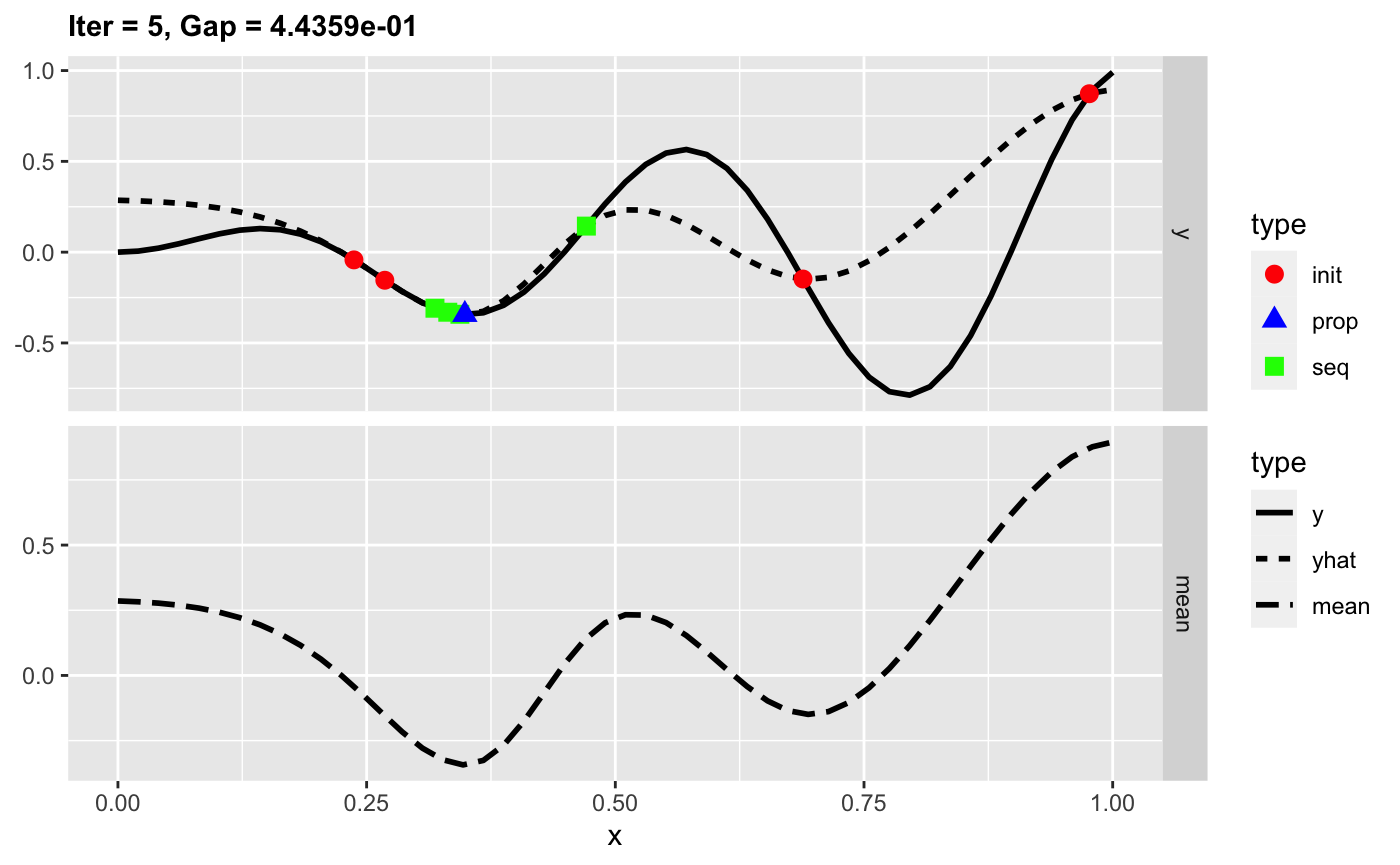 Iter = 5, Gap = 4.4359e-01
1.0
0.5
0.0
-0.5
y
0.5
0.0
mean
0.00
0.25
0.50
0.75
1.00
x
type
init
prop
seq
type
y
yhat
mean